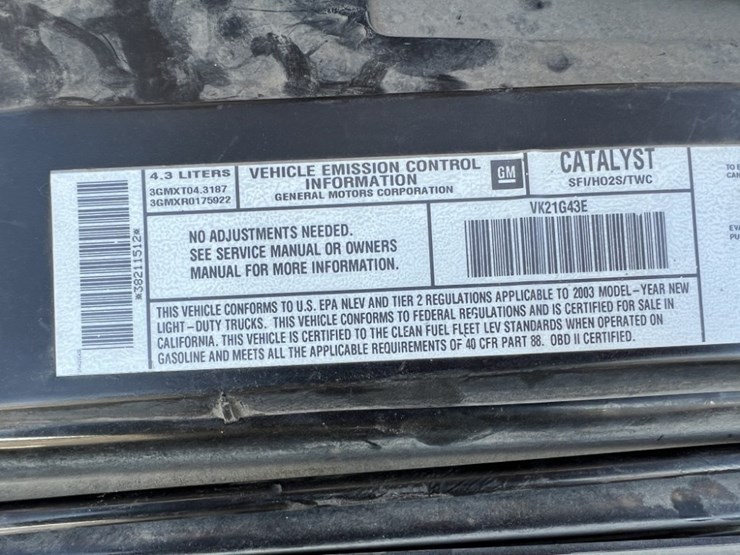 4.3 LITERS
3GMXT04.3187
3GMXR0175922
VEHICLE EMISSION CONTROL
INFORMATION
GENERAL MOTORS CORPORATION
GM
CATALYST
SFI/HO2S/TWC
NO ADJUSTMENTS NEEDED.
SEE SERVICE MANUAL OR OWNERS
MANUAL FOR MORE INFORMATION.
VK21G43E
*38211512*
THIS VEHICLE CONFORMS TO U.S. EPA NLEV AND TIER 2 REGULATIONS APPLICABLE TO 2003 MODEL-YEAR NEW
LIGHT-DUTY TRUCKS. THIS VEHICLE CONFORMS TO FEDERAL REGULATIONS AND IS CERTIFIED FOR SALE IN
CALIFORNIA. THIS VEHICLE IS CERTIFIED TO THE CLEAN FUEL FLEET LEV STANDARDS WHEN OPERATED ON
GASOLINE AND MEETS ALL THE APPLICABLE REQUIREMENTS OF 40 CFR PART 88. OBD II CERTIFIED.